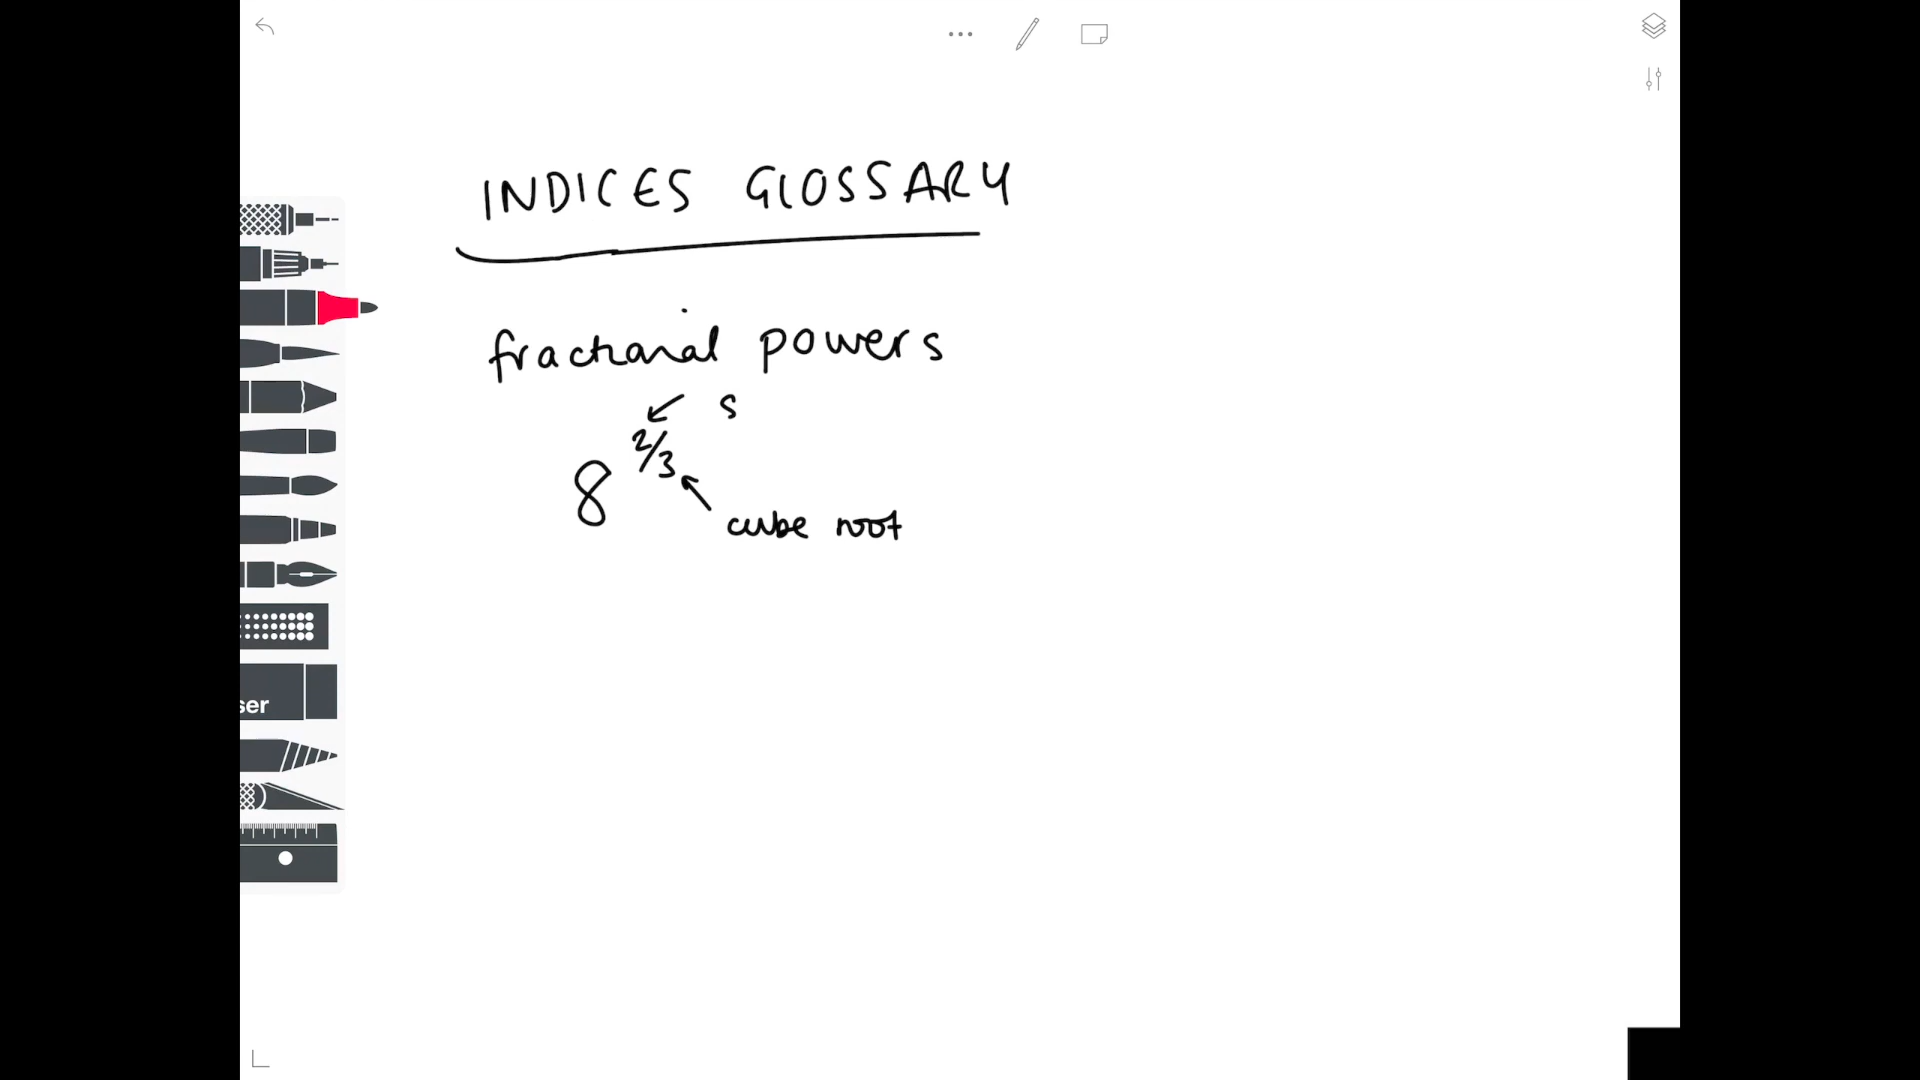 INDICES GLOSSARY
fractional powers
s
8^2/3
cube root
ser